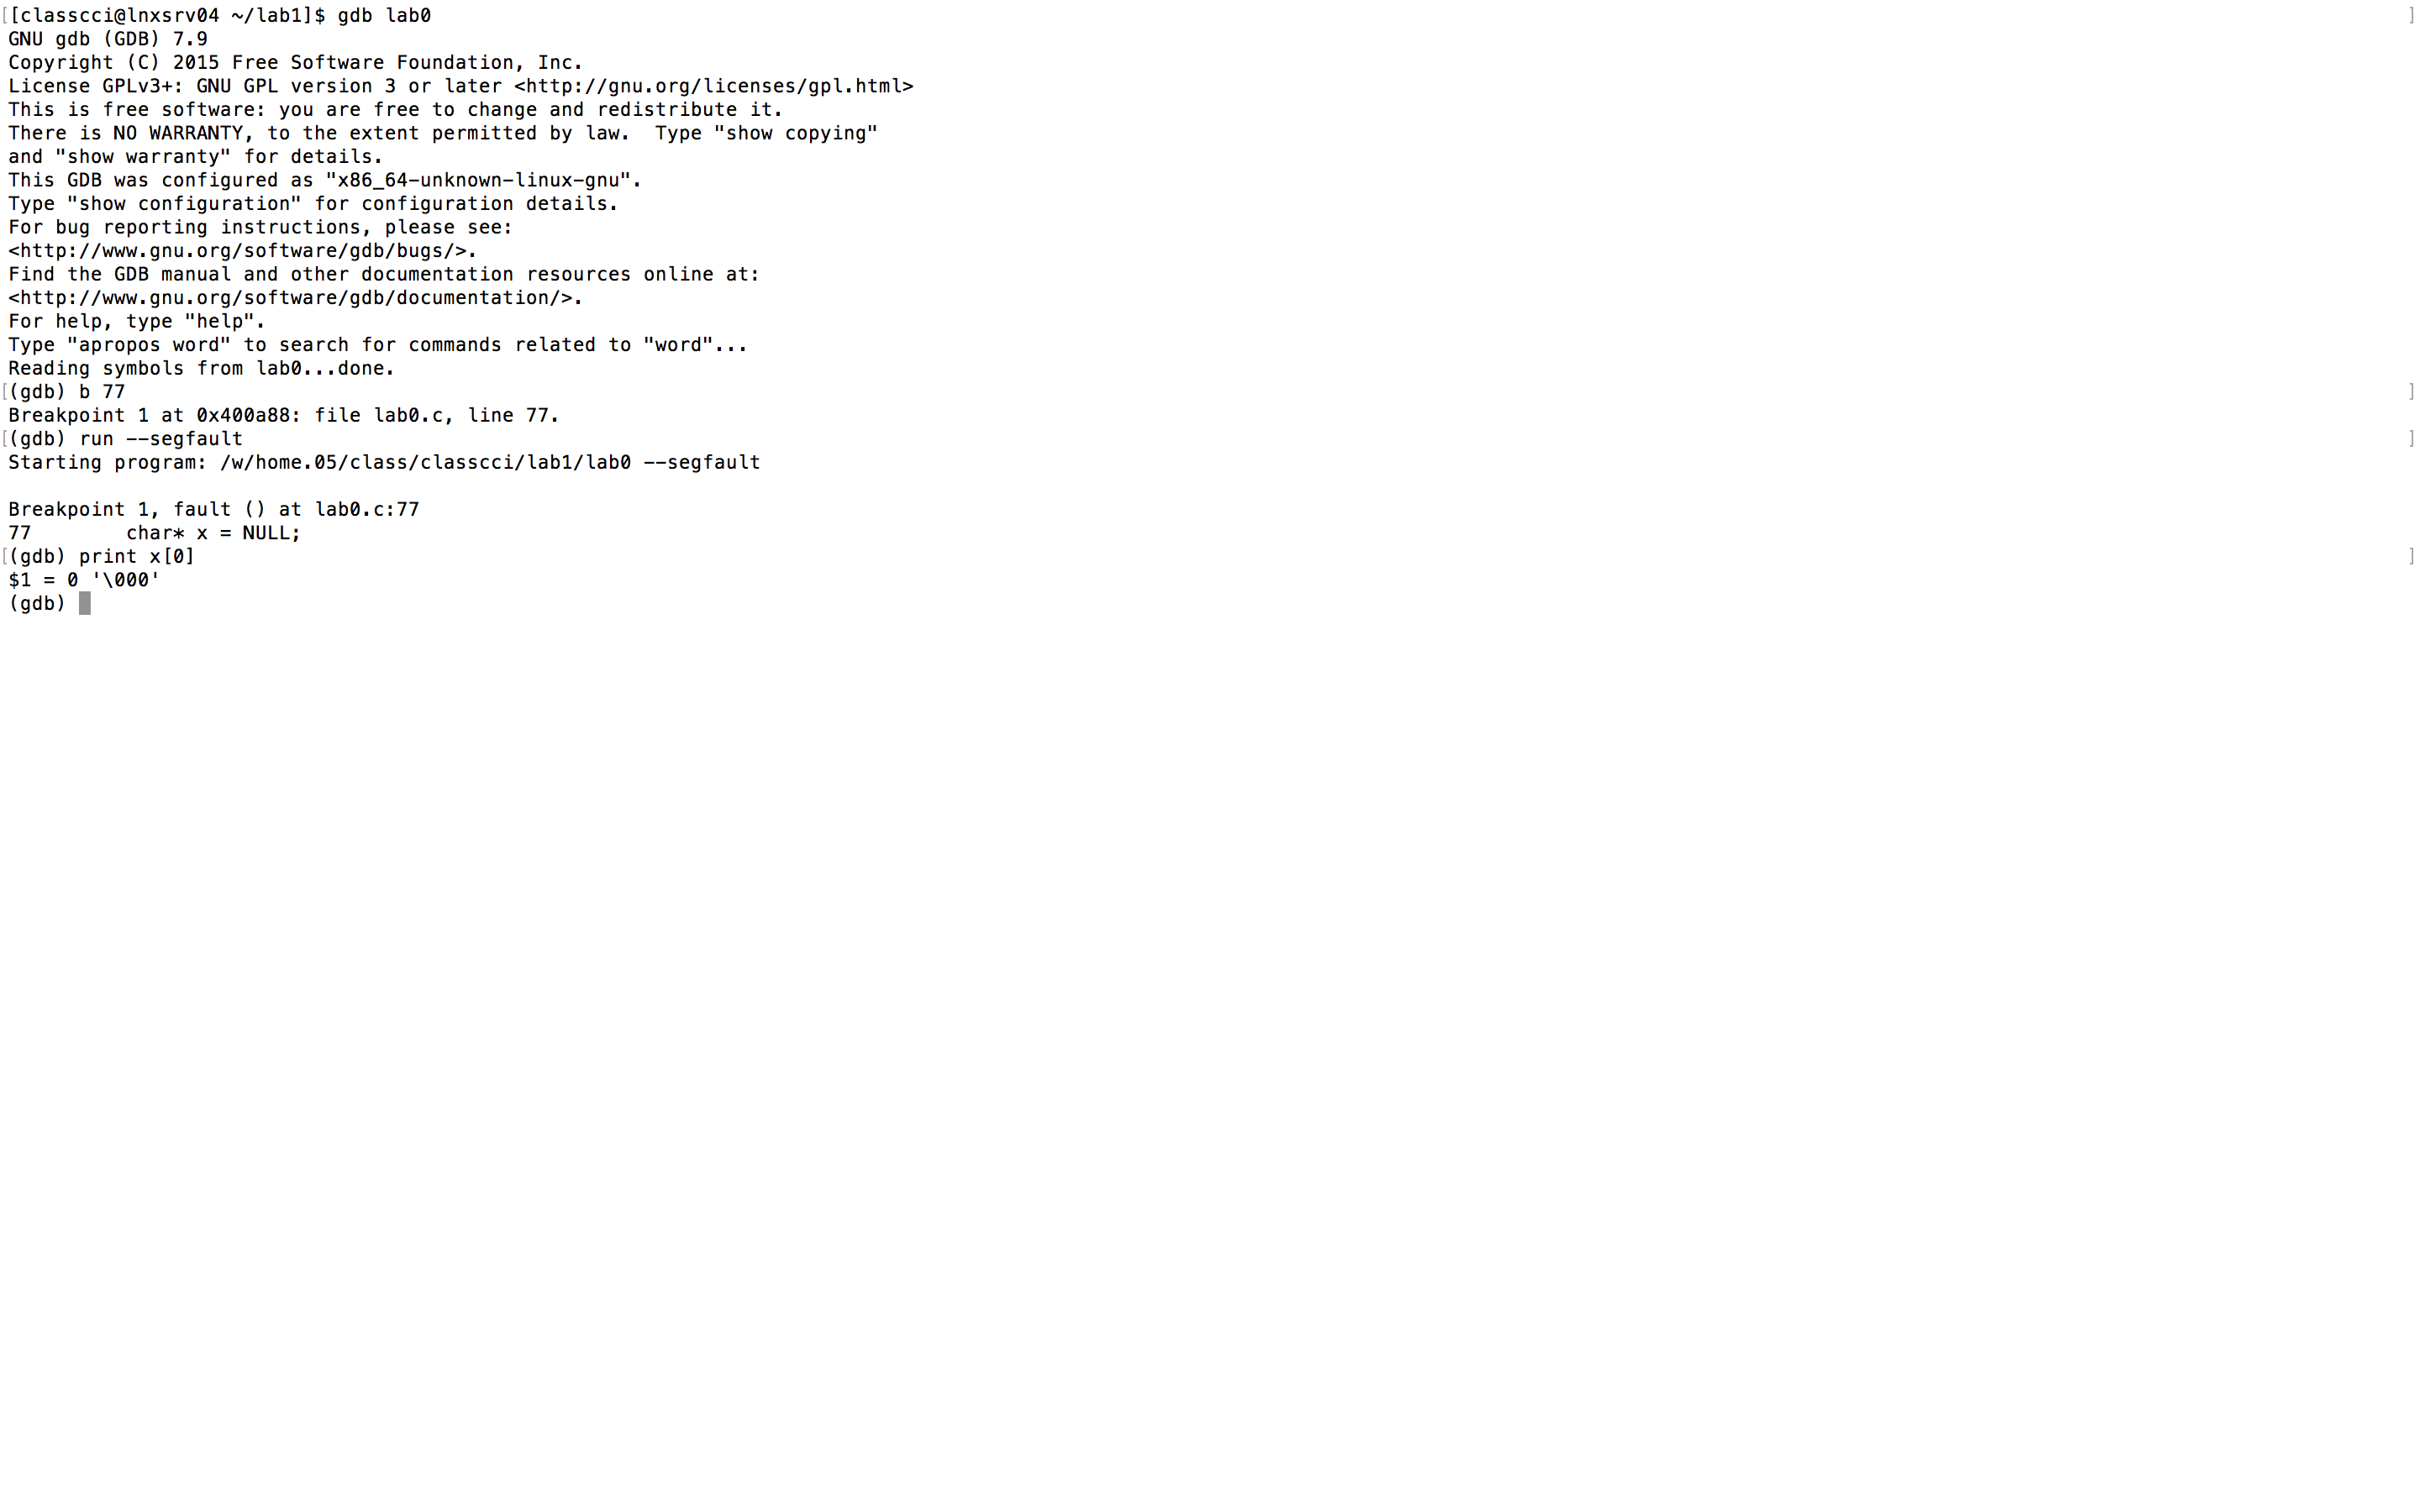 [[classcci@lnxsrv04 ~/lab1]$ gdb lab0 ]
GNU gdb (GDB) 7.9
Copyright (C) 2015 Free Software Foundation, Inc.
License GPLv3+: GNU GPL version 3 or later <http://gnu.org/licenses/gpl.html>
This is free software: you are free to change and redistribute it.
There is NO WARRANTY, to the extent permitted by law.  Type "show copying"
and "show warranty" for details.
This GDB was configured as "x86_64-unknown-linux-gnu".
Type "show configuration" for configuration details.
For bug reporting instructions, please see:
<http://www.gnu.org/software/gdb/bugs/>.
Find the GDB manual and other documentation resources online at:
<http://www.gnu.org/software/gdb/documentation/>.
For help, type "help".
Type "apropos word" to search for commands related to "word"...
Reading symbols from lab0...done.
[(gdb) b 77 ]
Breakpoint 1 at 0x400a88: file lab0.c, line 77.
[(gdb) run --segfault ]
Starting program: /w/home.05/class/classcci/lab1/lab0 --segfault

Breakpoint 1, fault () at lab0.c:77
77        char* x = NULL;
[(gdb) print x[0] ]
$1 = 0 '\000'
(gdb)